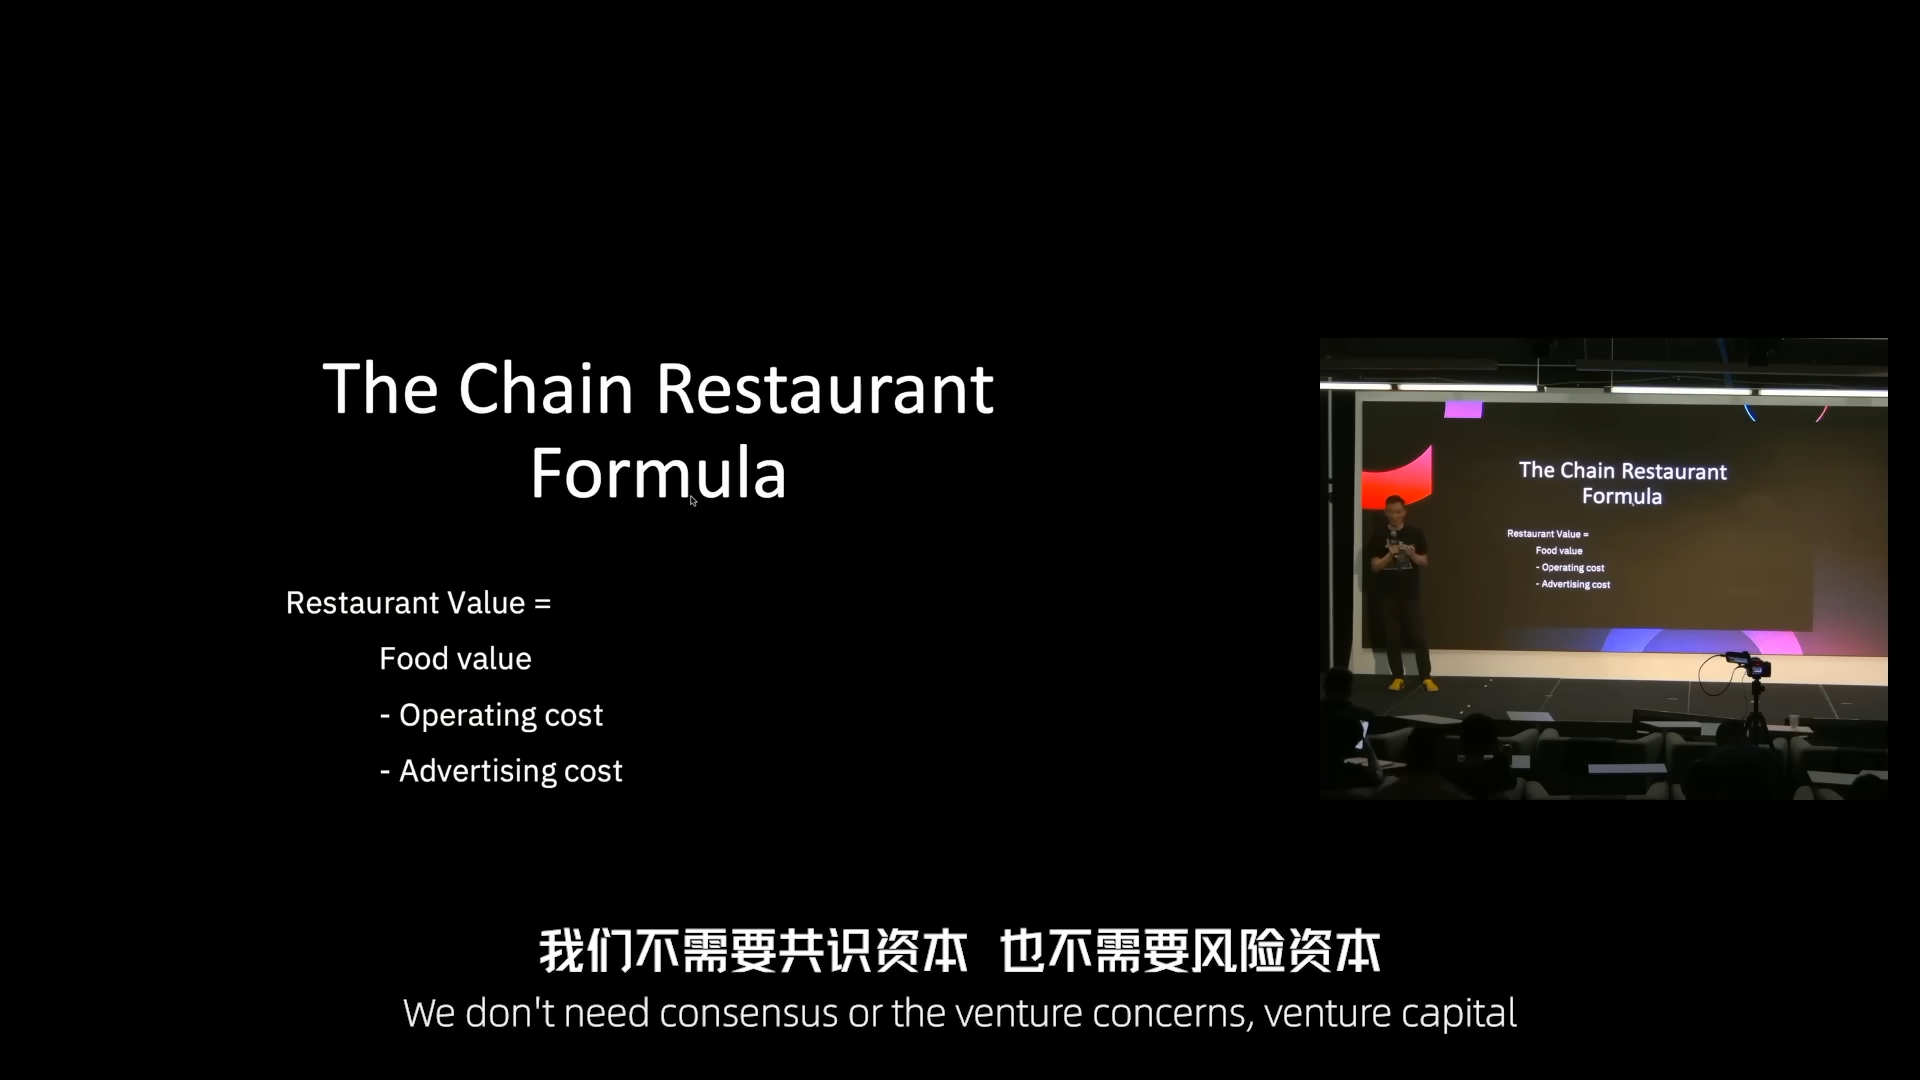 The Chain Restaurant
Formula
Restaurant Value =
Food value
- Operating cost
- Advertising cost
The Chain Restaurant
Formula
Restaurant Value =
Food value
- Operating cost
- Advertising cost
我们不需要共识资本 也不需要风险资本
We don't need consensus or the venture concerns, venture capital